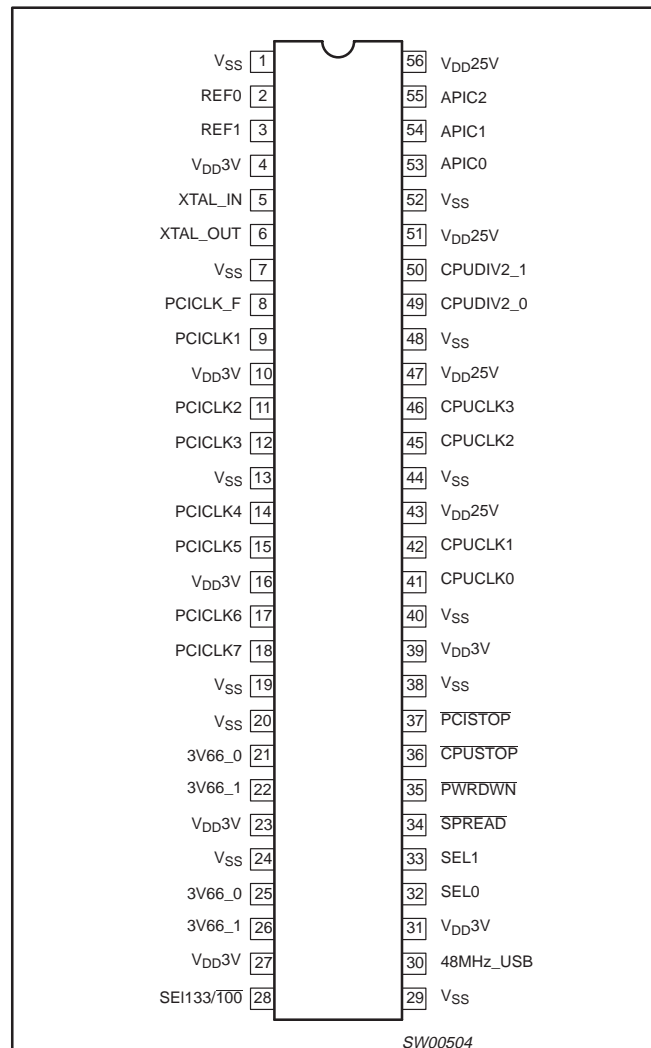 VSS 1 56 VDD25V
REF0 2 55 APIC2
REF1 3 54 APIC1
VDD3V 4 53 APIC0
XTAL_IN 5 52 VSS
XTAL_OUT 6 51 VDD25V
VSS 7 50 CPUDIV2_1
PCICLK_F 8 49 CPUDIV2_0
PCICLK1 9 48 VSS
VDD3V 10 47 VDD25V
PCICLK2 11 46 CPUCLK3
PCICLK3 12 45 CPUCLK2
VSS 13 44 VSS
PCICLK4 14 43 VDD25V
PCICLK5 15 42 CPUCLK1
VDD3V 16 41 CPUCLK0
PCICLK6 17 40 VSS
PCICLK7 18 39 VDD3V
VSS 19 38 VSS
VSS 20 37 PCISTOP
3V66_0 21 36 CPUSTOP
3V66_1 22 35 PWRDWN
VDD3V 23 34 SPREAD
VSS 24 33 SEL1
3V66_0 25 32 SEL0
3V66_1 26 31 VDD3V
VDD3V 27 30 48MHz_USB
SEI133/100 28 29 VSS
SW00504